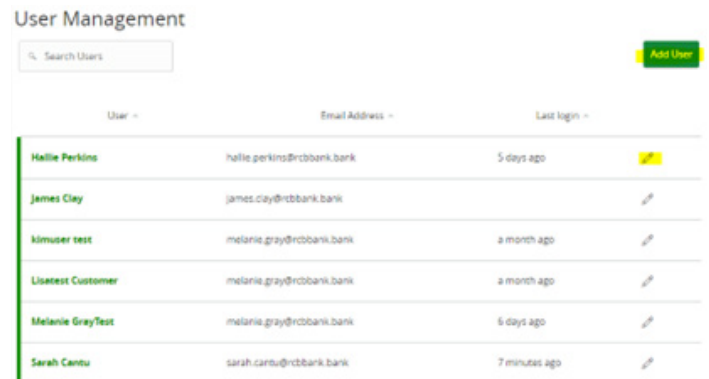 User Management
Search Users
Add User
User Email Address Last login
Hallie Perkins hallie.perkins@rcbbank.bank 5 days ago
James Clay james.clay@rcbbank.bank
kimuser test melanie.gray@rcbbank.bank a month ago
Lisatest Customer melanie.gray@rcbbank.bank a month ago
Melanie GrayTest melanie.gray@rcbbank.bank 6 days ago
Sarah Cantu sarah.cantu@rcbbank.bank 7 minutes ago